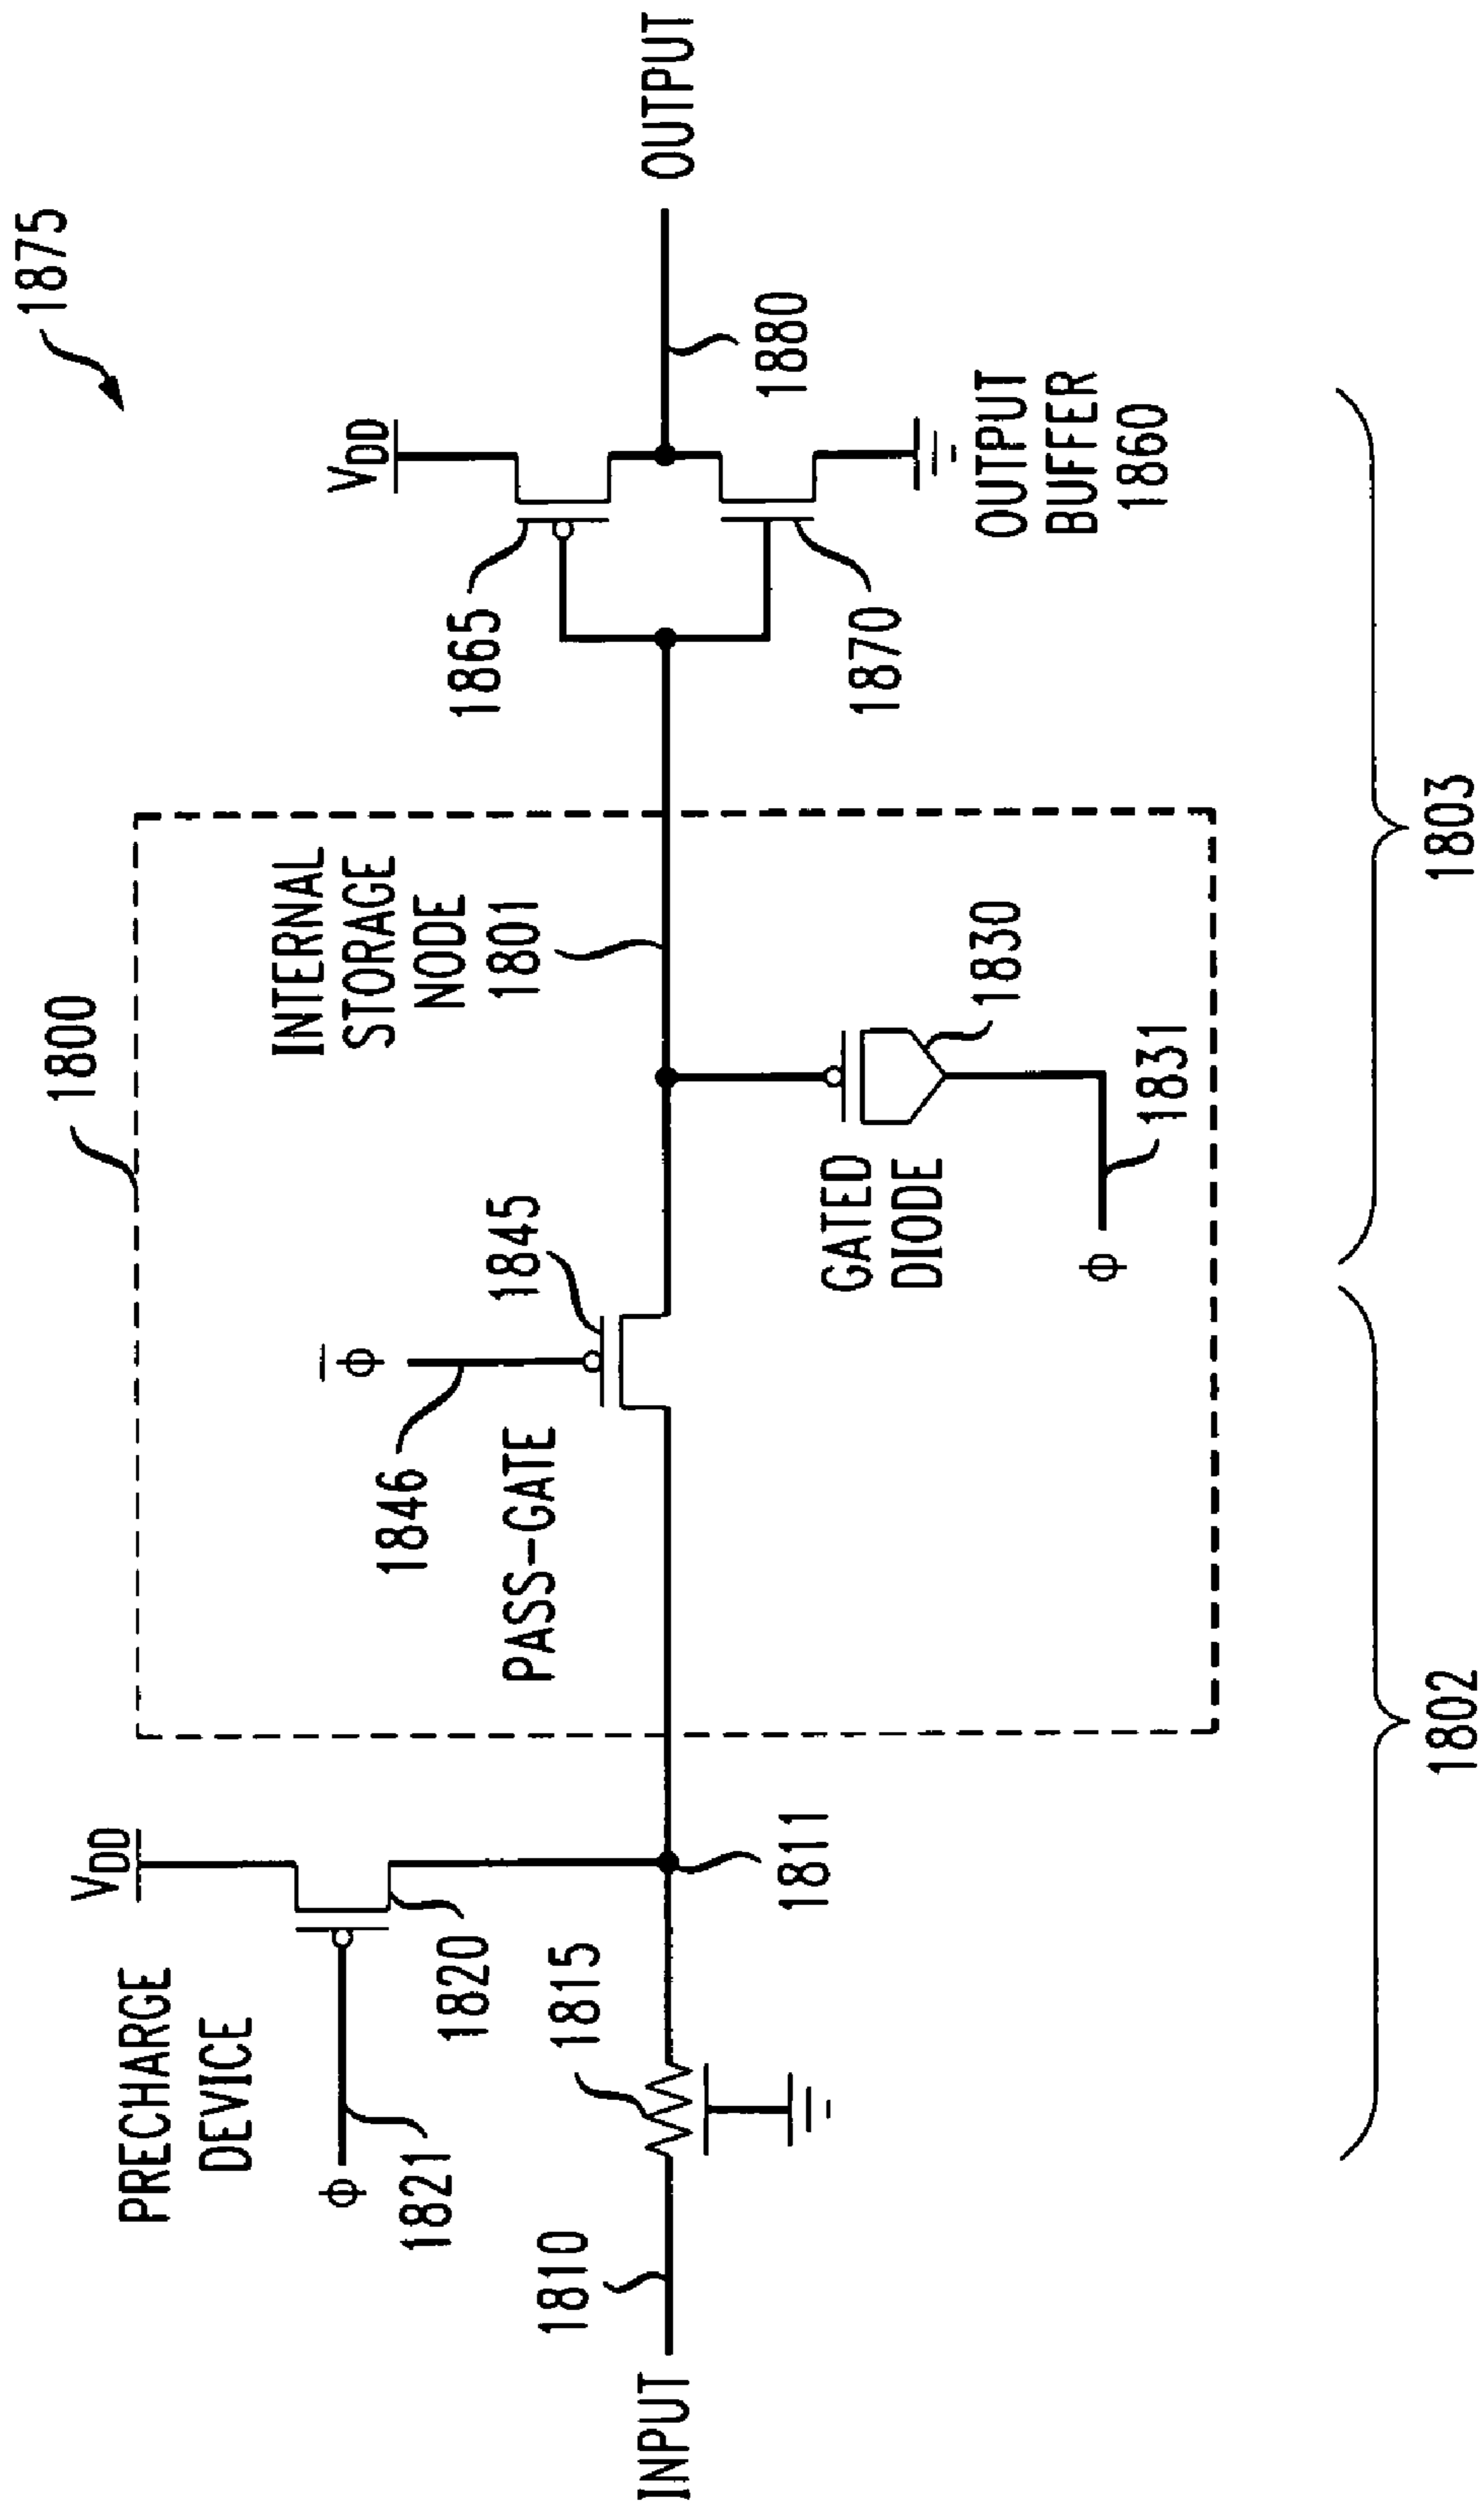 1875
1800
PRECHARGE
DEVICE
VDD
ϕ
1821
1820
INPUT
1810
1815
1811
PASS-GATE
1846
ϕ̅
1845
INTERNAL
STORAGE
NODE
1801
GATED
DIODE
1830
ϕ
1831
VDD
1865
1870
1880
OUTPUT
OUTPUT
BUFFER
1860
1802
1803